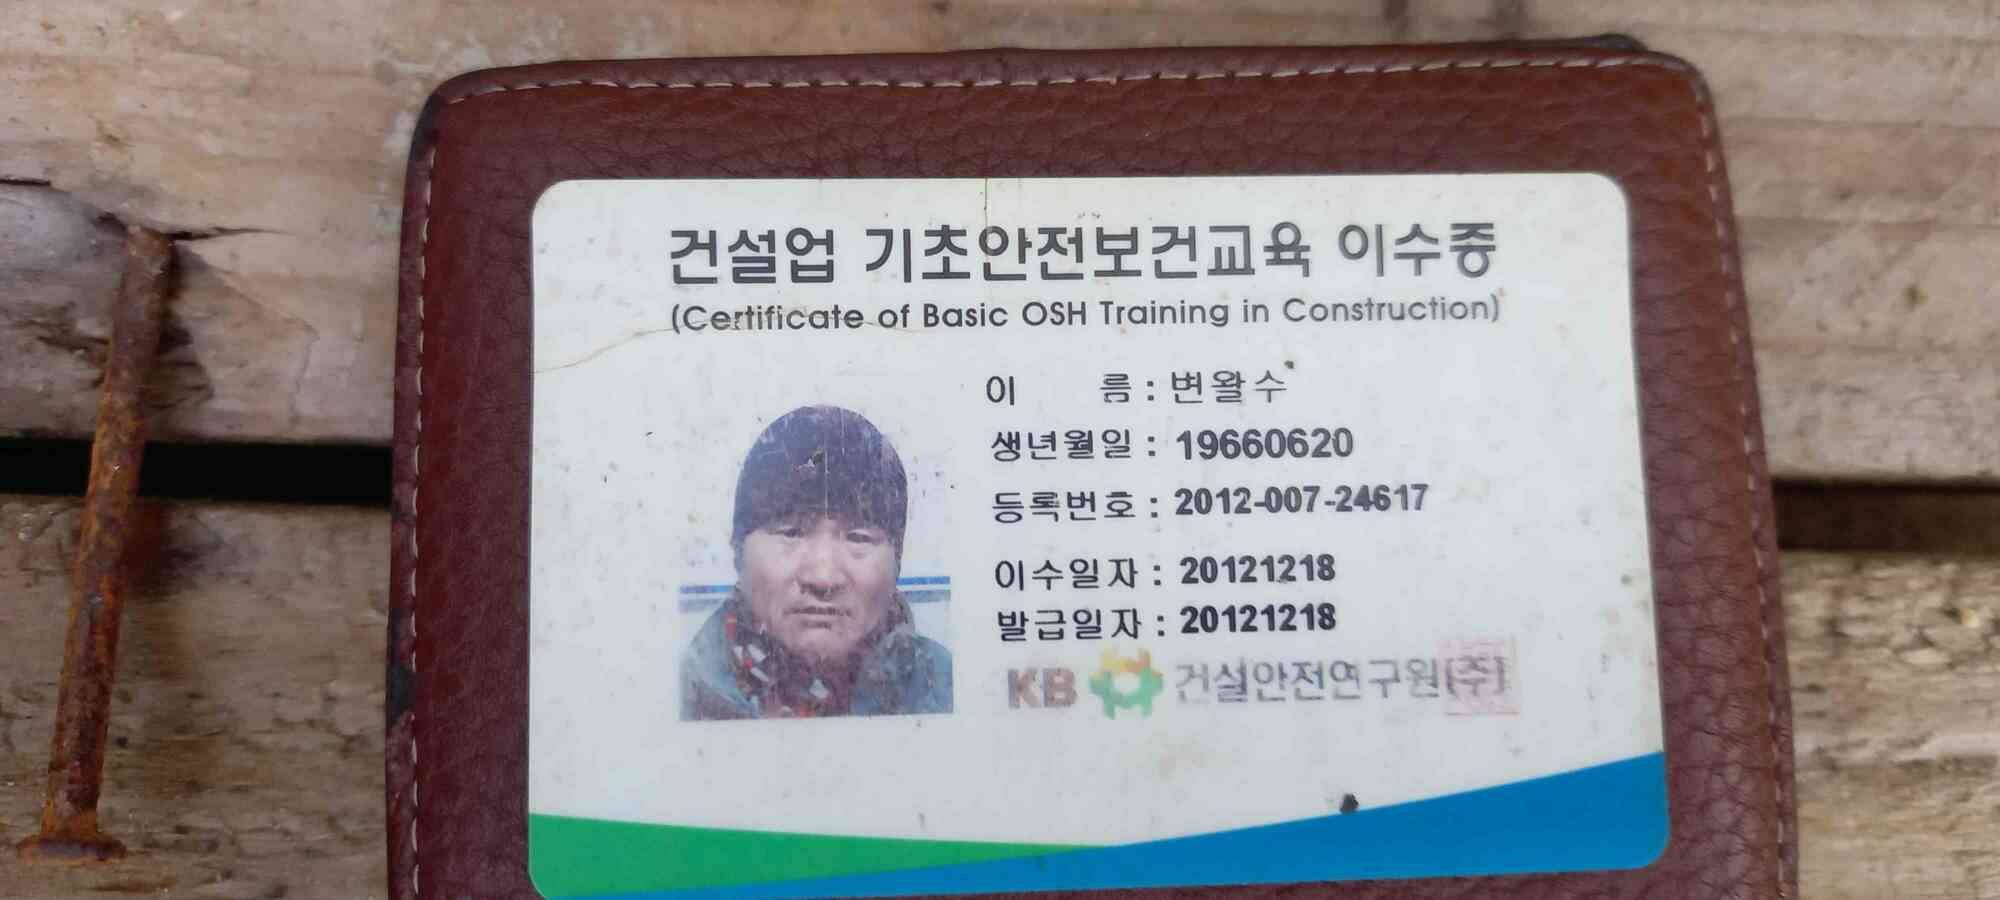 건설업 기초안전보건교육 이수증
(Certificate of Basic OSH Training in Construction)
이 름 : 변왈수
생년월일 : 19660620
등록번호 : 2012-007-24617
이수일자 : 20121218
발급일자 : 20121218
KB 건설안전연구원(주)